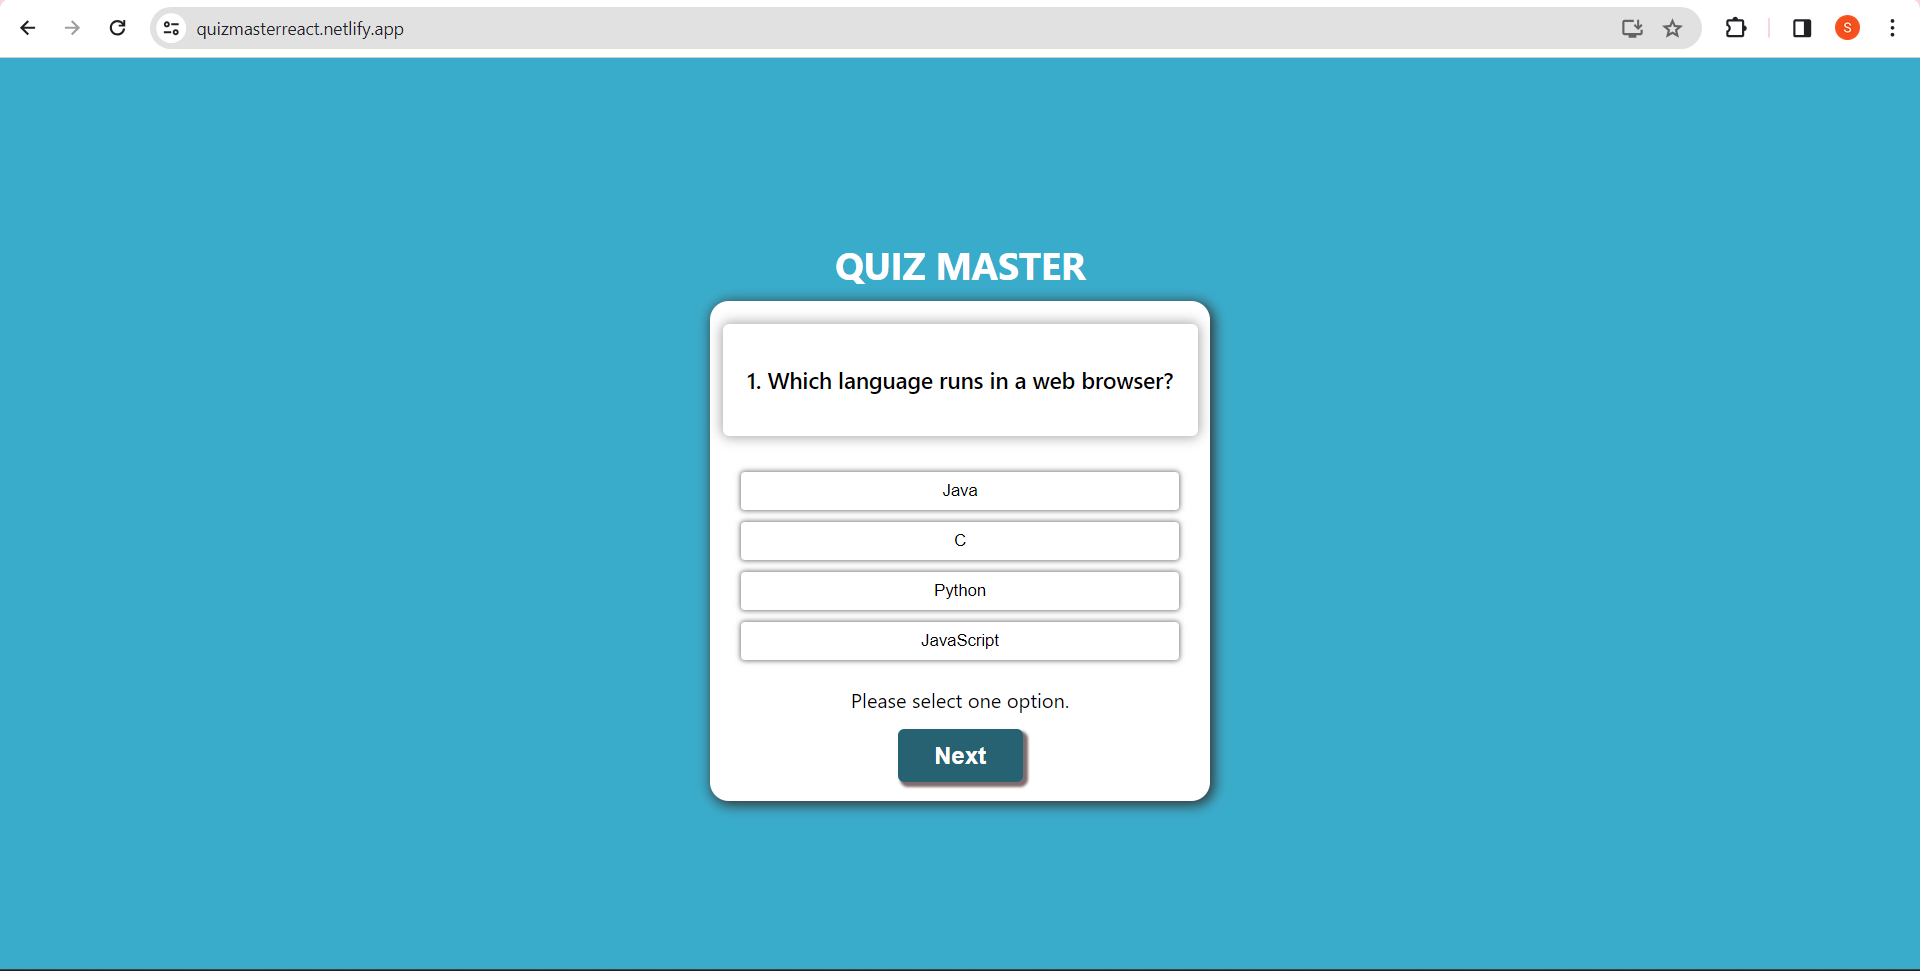 quizmasterreact.netlify.app
S
QUIZ MASTER
1. Which language runs in a web browser?
Java
C
Python
JavaScript
Please select one option.
Next